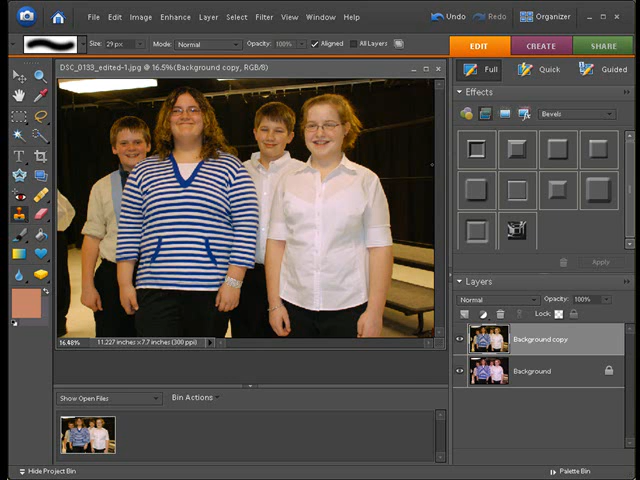 File Edit Image Enhance Layer Select Filter View Window Help Undo Redo Organizer
Size: 29 px Mode: Normal Opacity: 100% Aligned All Layers
EDIT CREATE SHARE
DSC_0133_edited-1.jpg @ 16.5%(Background copy, RGB/8)
Full Quick Guided
Effects
Bevels
Apply
Layers
Normal Opacity: 100%
Lock:
Background copy
Background
16.48% 11.227 inches x 7.7 inches (300 ppi)
Show Open Files Bin Actions
Hide Project Bin Palette Bin